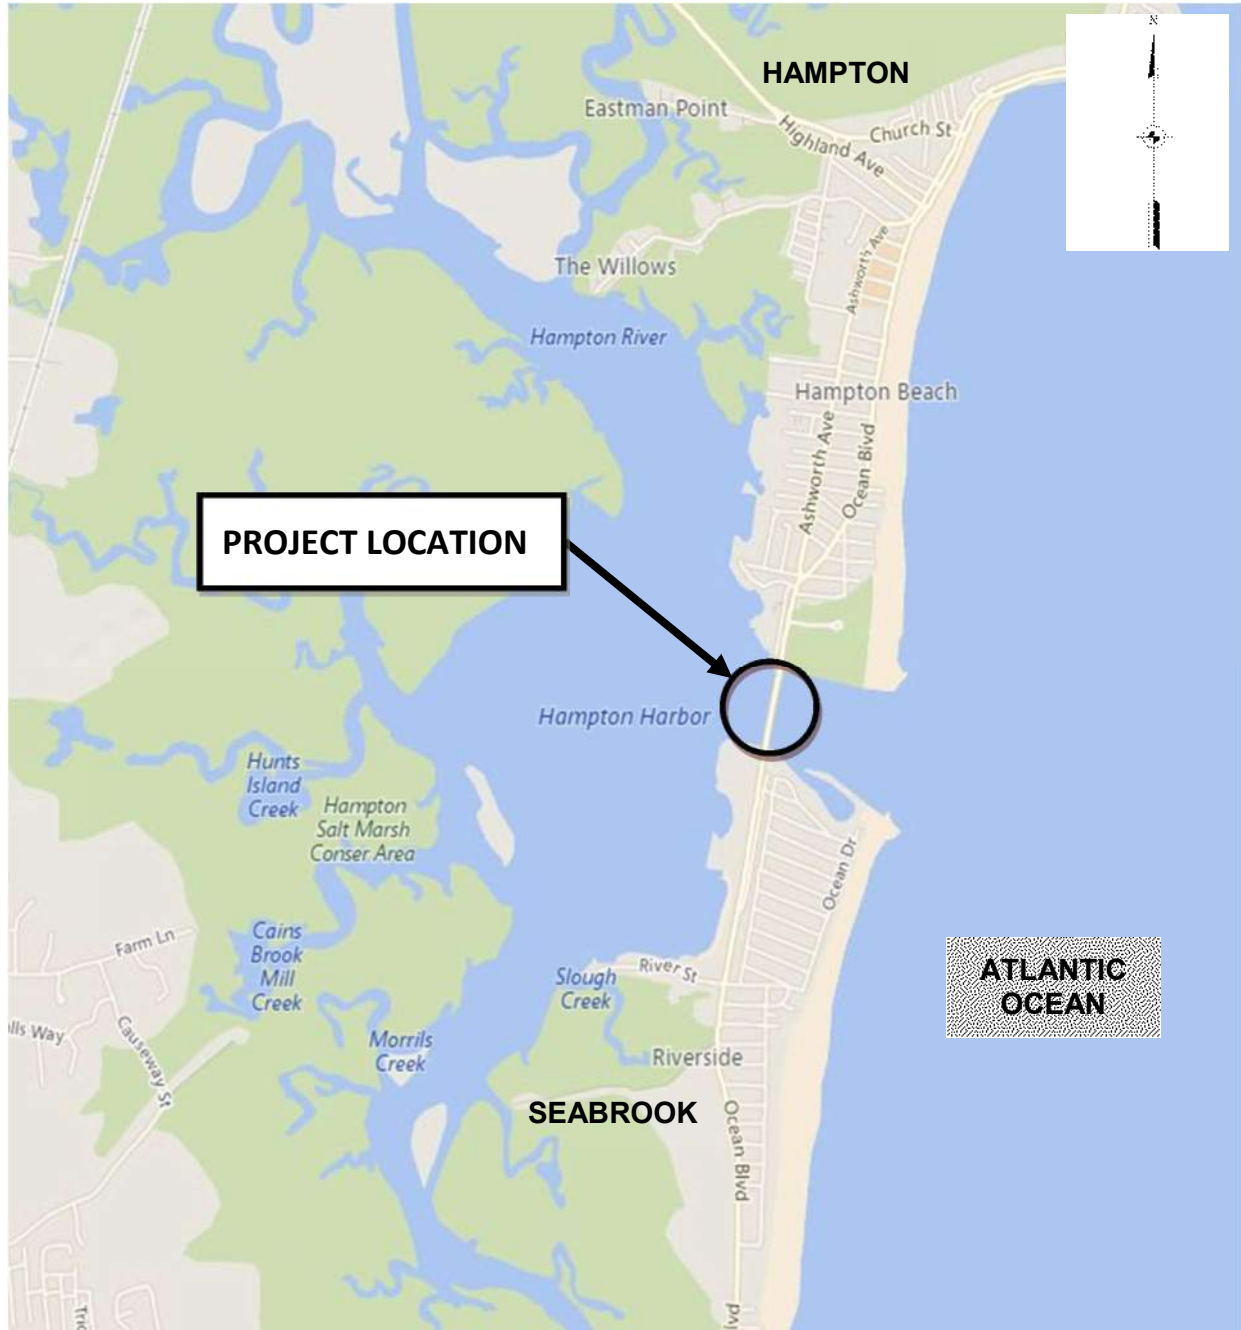 N
HAMPTON
Eastman Point
Church St
Highland Ave
Ashworth Ave
The Willows
Hampton River
Hampton Beach
Ashworth Ave
Ocean Blvd
PROJECT LOCATION
Hampton Harbor
Hunts
Island
Creek
Hampton
Salt Marsh
Conser Area
Ocean Dr
Cains
Brook
Mill
Creek
Farm Ln
River St
Slough
Creek
ATLANTIC
OCEAN
lls Way
Causeway St
Morrils
Creek
Riverside
SEABROOK
Ocean Blvd